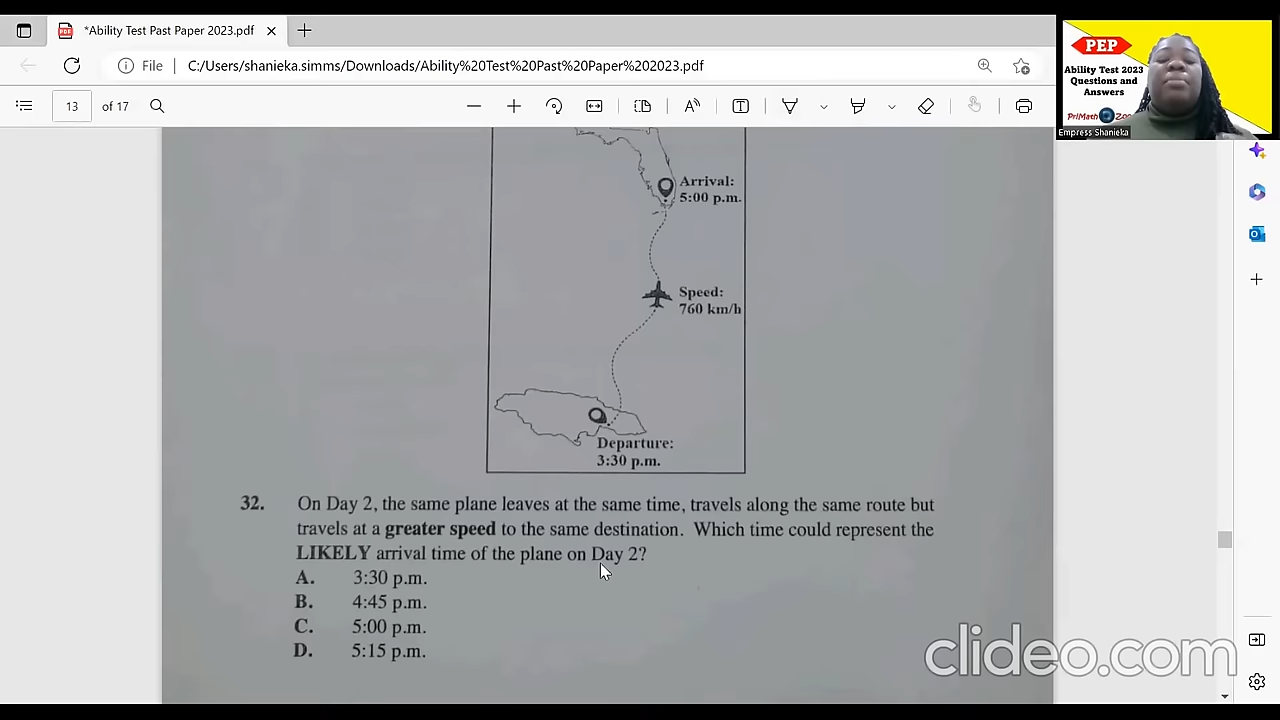 *Ability Test Past Paper 2023.pdf
File
C:/Users/shanieka.simms/Downloads/Ability%20Test%20Past%20Paper%202023.pdf
13 of 17
PEP
Ability Test 2023
Questions and
Answers
Empress Shanieka
Arrival:
5:00 p.m.
Speed:
760 km/h
Departure:
3:30 p.m.
32. On Day 2, the same plane leaves at the same time, travels along the same route but
travels at a greater speed to the same destination. Which time could represent the
LIKELY arrival time of the plane on Day 2?
A. 3:30 p.m.
B. 4:45 p.m.
C. 5:00 p.m.
D. 5:15 p.m.
clideo.com